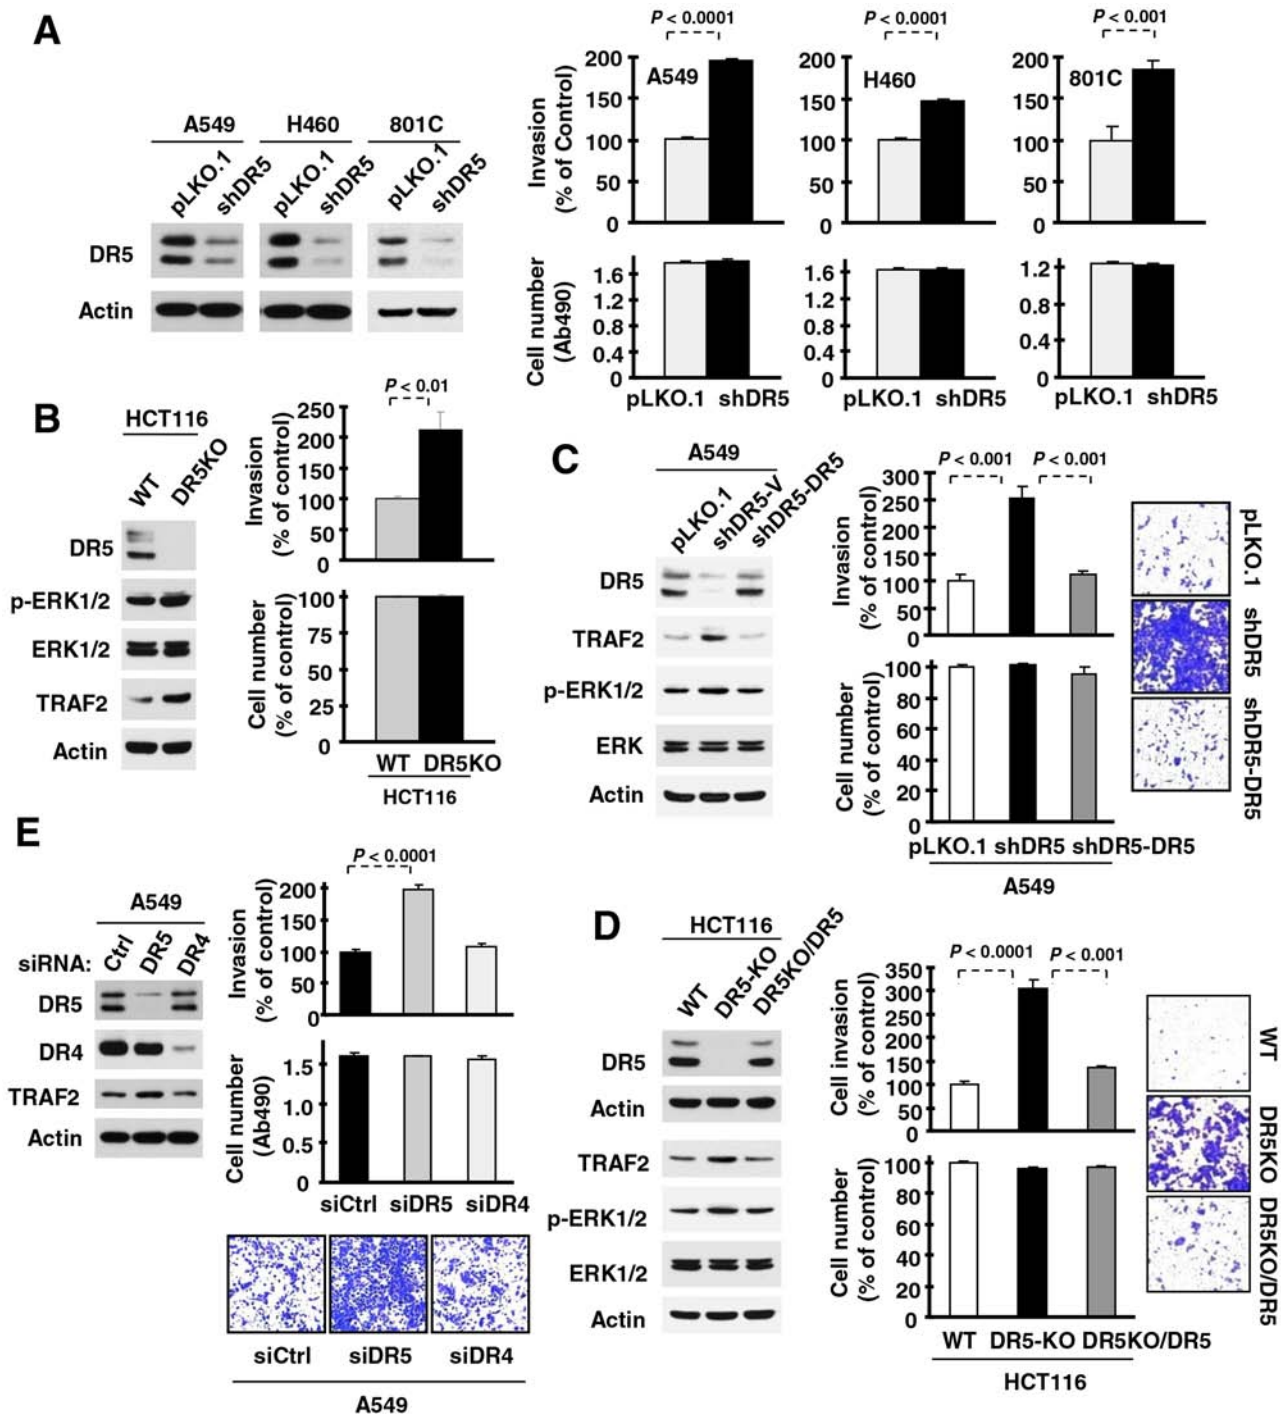 A
A549 H460 801C
pLKO.1 shDR5 pLKO.1 shDR5 pLKO.1 shDR5
DR5
Actin
P < 0.0001 P < 0.0001 P < 0.001
Invasion
(% of Control)
200 150 100 50 0
A549
200 150 100 50 0
H460
200 150 100 50 0
801C
Cell number
(Ab490)
1.6 1.2 0.8 0.4 0
1.6 1.2 0.8 0.4 0
1.2 0.8 0.4 0
pLKO.1 shDR5 pLKO.1 shDR5 pLKO.1 shDR5
B
HCT116
WT DR5KO
DR5
p-ERK1/2
ERK1/2
TRAF2
Actin
P < 0.01
Invasion
(% of control)
250 200 150 100 50 0
Cell number
(% of control)
100 75 50 25 0
WT DR5KO
HCT116
C
A549
pLKO.1 shDR5-V shDR5-DR5
DR5
TRAF2
p-ERK1/2
ERK
Actin
P < 0.001 P < 0.001
Invasion
(% of control)
300 250 200 150 100 50 0
Cell number
(% of control)
100 80 60 40 20 0
pLKO.1 shDR5 shDR5-DR5
A549
pLKO.1 shDR5 shDR5-DR5
E
A549
siRNA: Ctrl DR5 DR4
DR5
DR4
TRAF2
Actin
P < 0.0001
Invasion
(% of control)
200 150 100 50 0
Cell number
(Ab490)
1.5 1.0 0.5 0
siCtrl siDR5 siDR4
siCtrl siDR5 siDR4
A549
D
HCT116
WT DR5-KO DR5KO/DR5
DR5
Actin
TRAF2
p-ERK1/2
ERK1/2
Actin
P < 0.0001 P < 0.001
Cell invasion
(% of control)
350 300 250 200 150 100 50 0
Cell number
(% of control)
100 80 60 40 20 0
WT DR5-KO DR5KO/DR5
HCT116
WT DR5KO DR5KO/DR5